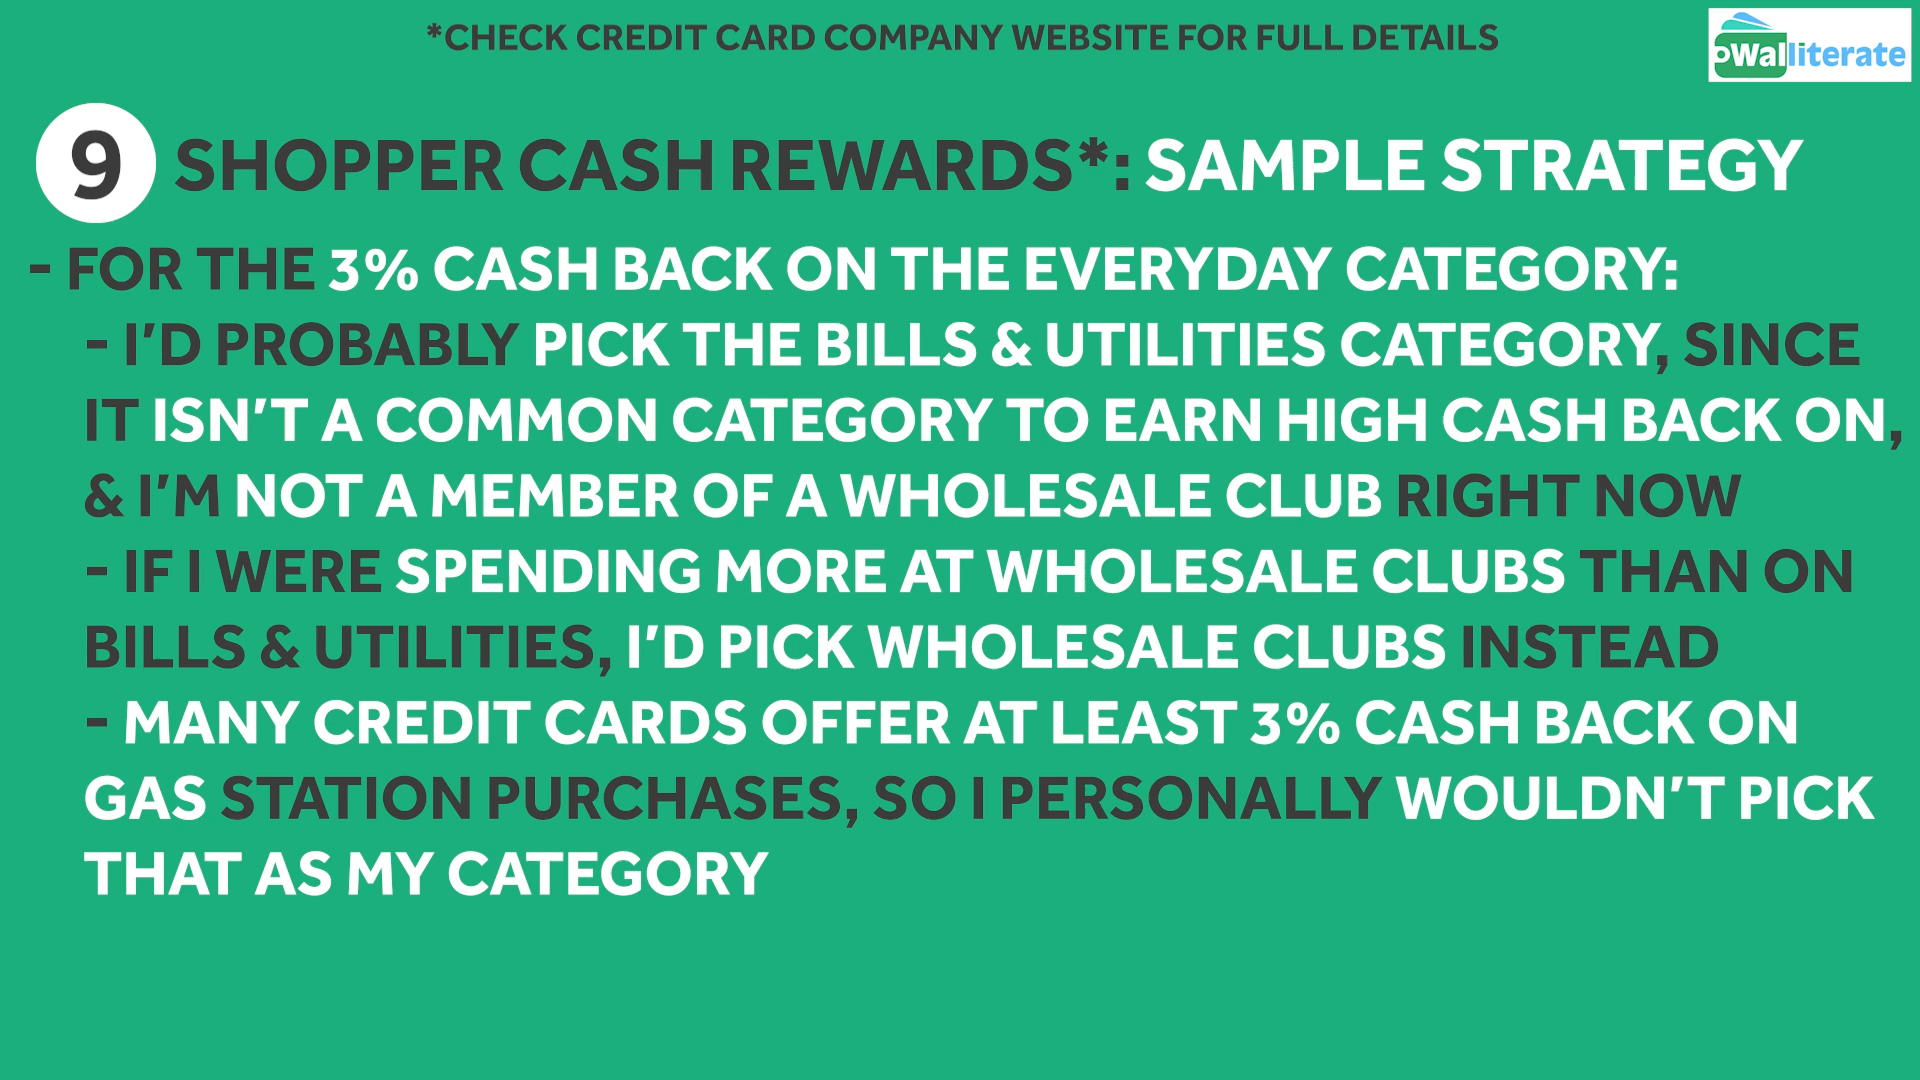 *CHECK CREDIT CARD COMPANY WEBSITE FOR FULL DETAILS
Walliterate
9 SHOPPER CASH REWARDS*: SAMPLE STRATEGY
- FOR THE 3% CASH BACK ON THE EVERYDAY CATEGORY:
- I'D PROBABLY PICK THE BILLS & UTILITIES CATEGORY, SINCE
IT ISN'T A COMMON CATEGORY TO EARN HIGH CASH BACK ON,
& I'M NOT A MEMBER OF A WHOLESALE CLUB RIGHT NOW
- IF I WERE SPENDING MORE AT WHOLESALE CLUBS THAN ON
BILLS & UTILITIES, I'D PICK WHOLESALE CLUBS INSTEAD
- MANY CREDIT CARDS OFFER AT LEAST 3% CASH BACK ON
GAS STATION PURCHASES, SO I PERSONALLY WOULDN'T PICK
THAT AS MY CATEGORY